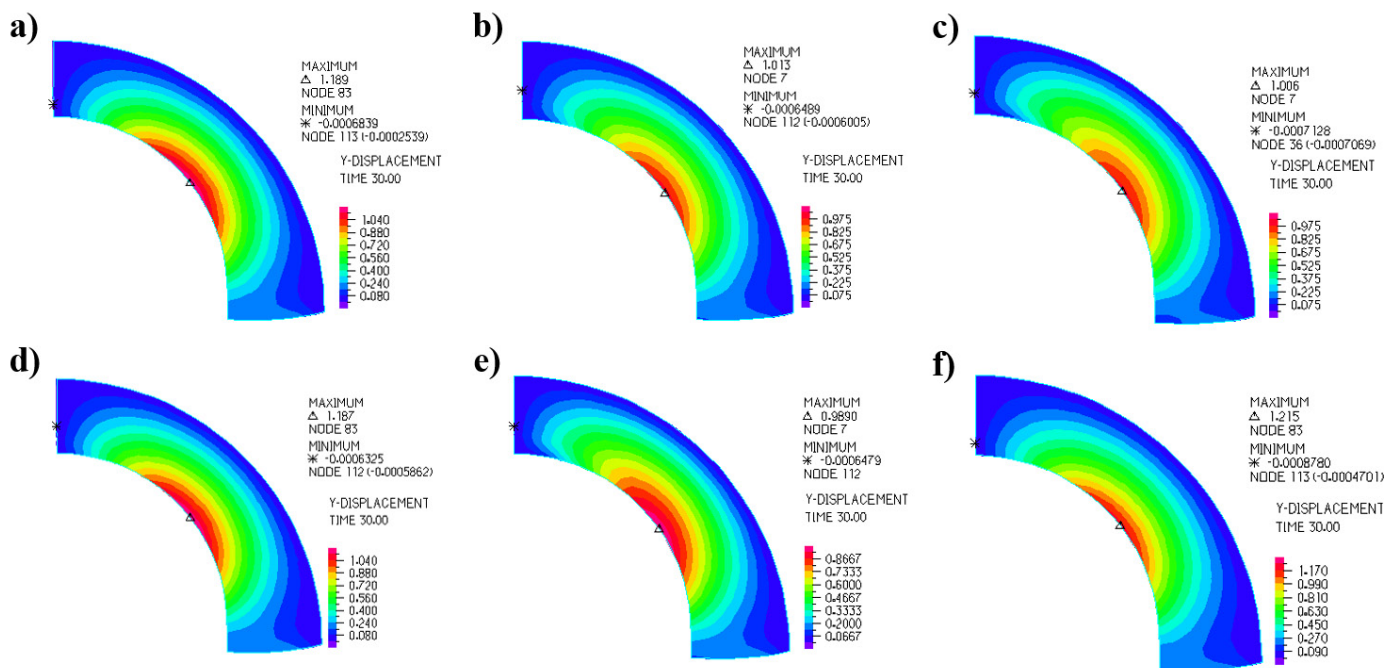 a)
MAXIMUM
△ 1.189
NODE 83
MINIMUM
✳ -0.0006839
NODE 113 (-0.0002539)
Y-DISPLACEMENT
TIME 30.00
1.040
0.880
0.720
0.560
0.400
0.240
0.080
b)
MAXIMUM
△ 1.013
NODE 7
MINIMUM
✳ -0.0006489
NODE 112 (-0.0006005)
Y-DISPLACEMENT
TIME 30.00
0.975
0.825
0.675
0.525
0.375
0.225
0.075
c)
MAXIMUM
△ 1.006
NODE 7
MINIMUM
✳ -0.0007128
NODE 36 (-0.0007069)
Y-DISPLACEMENT
TIME 30.00
0.975
0.825
0.675
0.525
0.375
0.225
0.075
d)
MAXIMUM
△ 1.187
NODE 83
MINIMUM
✳ -0.0006325
NODE 112 (-0.0005862)
Y-DISPLACEMENT
TIME 30.00
1.040
0.880
0.720
0.560
0.400
0.240
0.080
e)
MAXIMUM
△ 0.9890
NODE 7
MINIMUM
✳ -0.0006479
NODE 112
Y-DISPLACEMENT
TIME 30.00
0.8667
0.7333
0.6000
0.4667
0.3333
0.2000
0.0667
f)
MAXIMUM
△ 1.215
NODE 83
MINIMUM
✳ -0.0008780
NODE 113 (-0.0004701)
Y-DISPLACEMENT
TIME 30.00
1.170
0.990
0.810
0.630
0.450
0.270
0.090